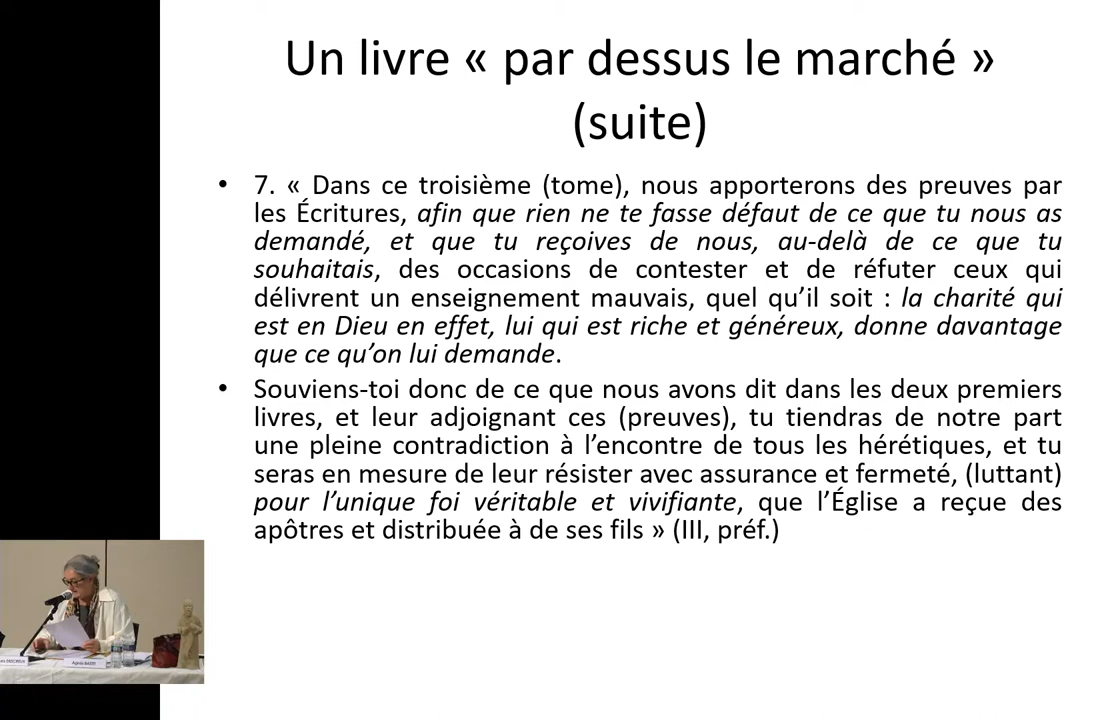 Un livre « par dessus le marché »
(suite)
• 7. « Dans ce troisième (tome), nous apporterons des preuves par
les Écritures, afin que rien ne te fasse défaut de ce que tu nous as
demandé, et que tu reçoives de nous, au-delà de ce que tu
souhaitais, des occasions de contester et de réfuter ceux qui
délivrent un enseignement mauvais, quel qu’il soit : la charité qui
est en Dieu en effet, lui qui est riche et généreux, donne davantage
que ce qu’on lui demande.
• Souviens-toi donc de ce que nous avons dit dans les deux premiers
livres, et leur adjoignant ces (preuves), tu tiendras de notre part
une pleine contradiction à l’encontre de tous les hérétiques, et tu
seras en mesure de leur résister avec assurance et fermeté, (luttant)
pour l’unique foi véritable et vivifiante, que l’Église a reçue des
apôtres et distribuée à de ses fils » (III, préf.)